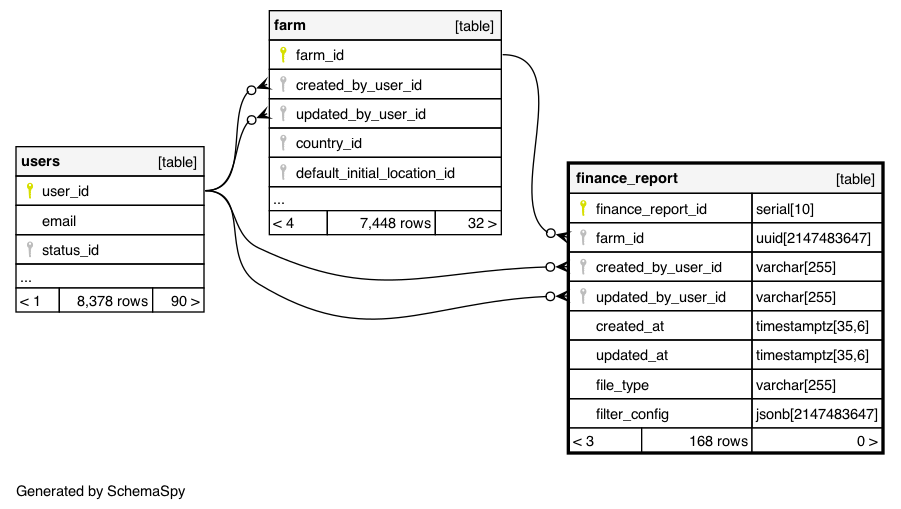 farm [table]
farm_id
created_by_user_id
updated_by_user_id
country_id
default_initial_location_id
...
< 4 7,448 rows 32 >
users [table]
user_id
email
status_id
...
< 1 8,378 rows 90 >
finance_report [table]
finance_report_id serial[10]
farm_id uuid[2147483647]
created_by_user_id varchar[255]
updated_by_user_id varchar[255]
created_at timestamptz[35,6]
updated_at timestamptz[35,6]
file_type varchar[255]
filter_config jsonb[2147483647]
< 3 168 rows 0 >
Generated by SchemaSpy